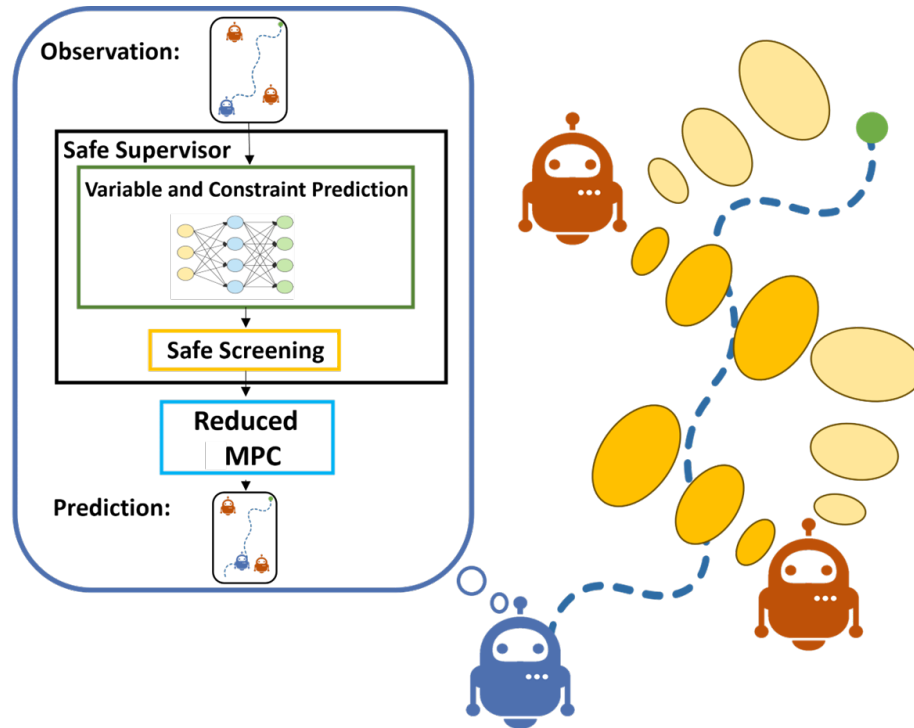 Observation:
Safe Supervisor
Variable and Constraint Prediction
Safe Screening
Reduced
MPC
Prediction: